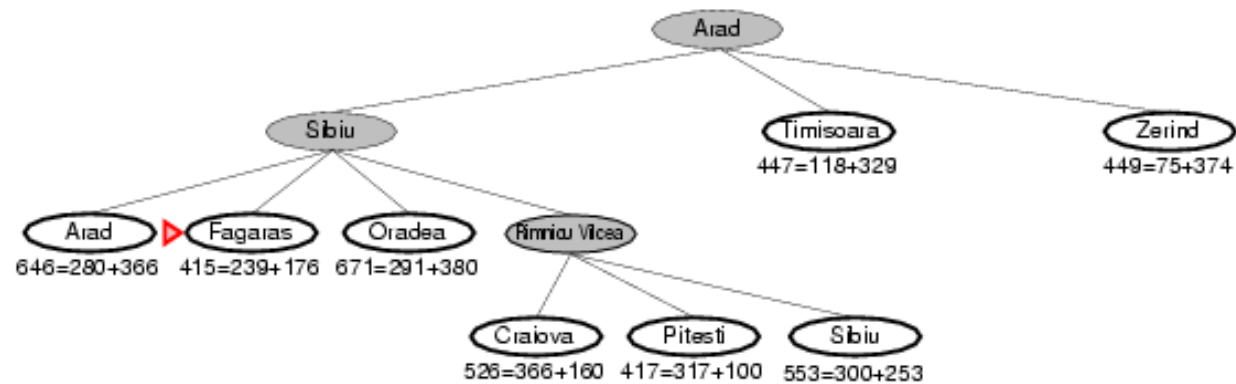 Arad
Sibiu
Timisoara
Zerind
447=118+329
449=75+374
Arad
Fagaras
Oradea
Rimnicu Vilcea
646=280+366
415=239+176
671=291+380
Craiova
Pitesti
Sibiu
526=366+160
417=317+100
553=300+253